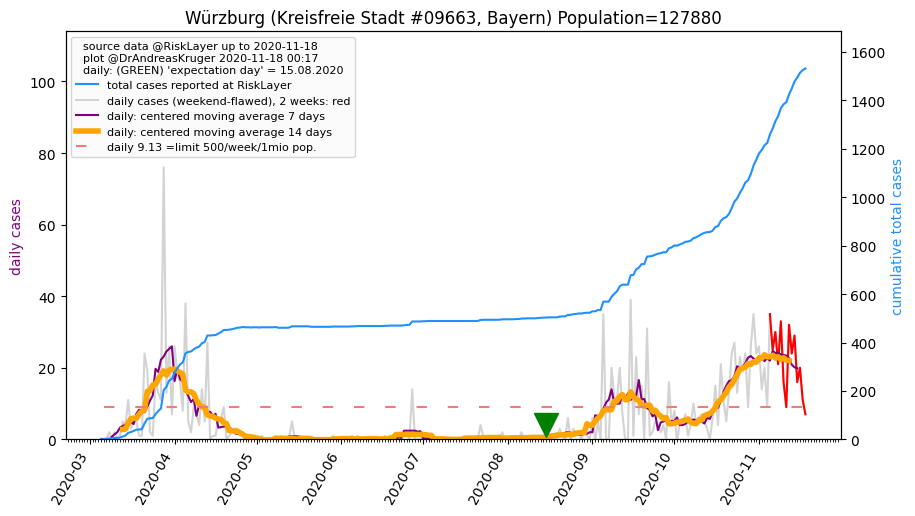 Würzburg (Kreisfreie Stadt #09663, Bayern) Population=127880
source data @RiskLayer up to 2020-11-18
plot @DrAndreasKruger 2020-11-18 00:17
daily: (GREEN) 'expectation day' = 15.08.2020
total cases reported at RiskLayer
daily cases (weekend-flawed), 2 weeks: red
daily: centered moving average 7 days
daily: centered moving average 14 days
daily 9.13 =limit 500/week/1mio pop.
daily cases
100
80
60
40
20
0
cumulative total cases
1600
1400
1200
1000
800
600
400
200
0
2020-03
2020-04
2020-05
2020-06
2020-07
2020-08
2020-09
2020-10
2020-11